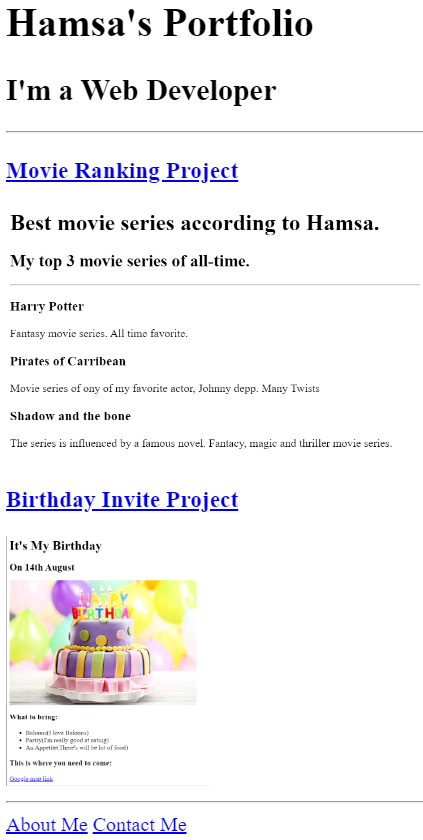 Hamsa's Portfolio
I'm a Web Developer
Movie Ranking Project
Best movie series according to Hamsa.
My top 3 movie series of all-time.
Harry Potter
Fantasy movie series. All time favorite.
Pirates of Carribean
Movie series of ony of my favorite actor, Johnny depp. Many Twists
Shadow and the bone
The series is influenced by a famous novel. Fantacy, magic and thriller movie series.
Birthday Invite Project
It's My Birthday
On 14th August
HAPPY
BIRTHDAY
What to bring:
Baloons(I love Baloons)
Pastry(I'm really good at eating)
An Appetite(There's will be lot of food)
This is where you need to come:
Google map link
About Me Contact Me